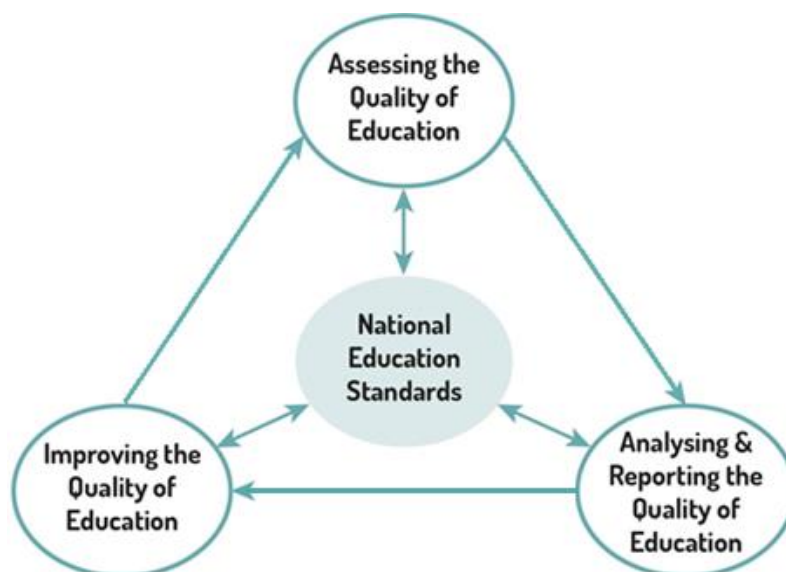 Assessing the
Quality of
Education
National
Education
Standards
Improving the
Quality of
Education
Analysing &
Reporting the
Quality of
Education